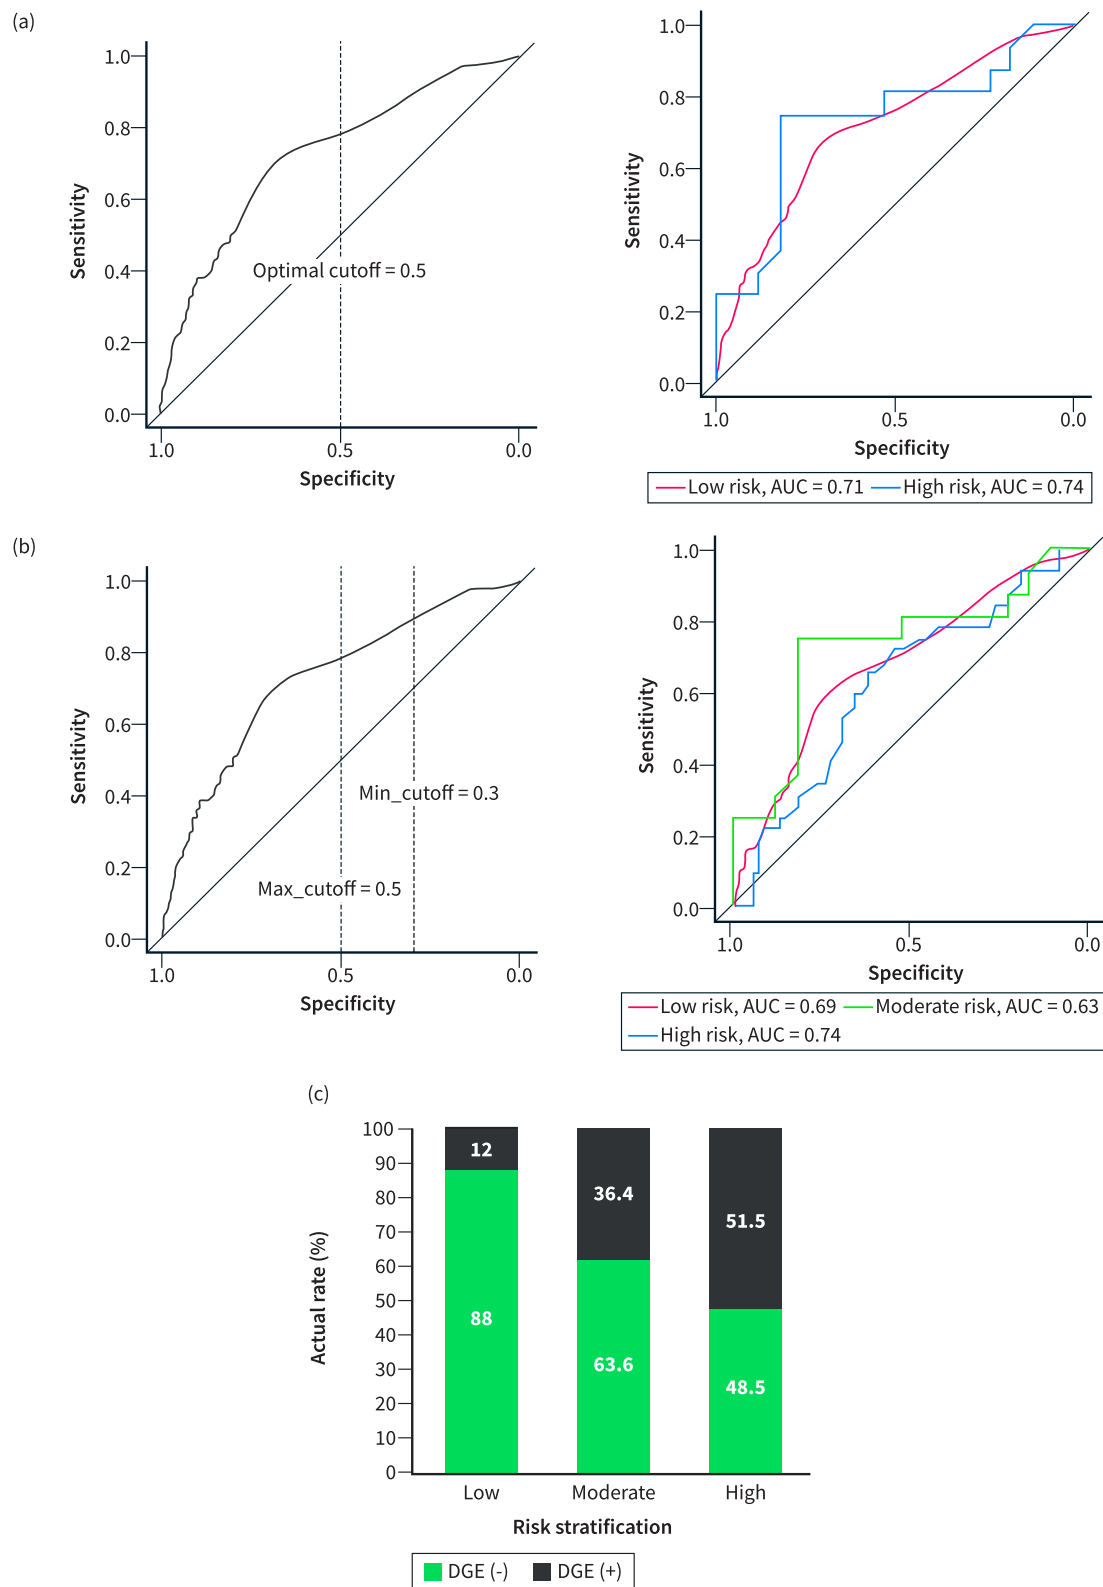 (a)
1.0
0.8
0.6
0.4
0.2
0.0
Sensitivity
Optimal cutoff = 0.5
1.0
0.5
0.0
Specificity
1.0
0.8
0.6
0.4
0.2
0.0
Sensitivity
1.0
0.5
0.0
Specificity
Low risk, AUC = 0.71
High risk, AUC = 0.74
(b)
1.0
0.8
0.6
0.4
0.2
0.0
Sensitivity
Min_cutoff = 0.3
Max_cutoff = 0.5
1.0
0.5
0.0
Specificity
1.0
0.8
0.6
0.4
0.2
0.0
Sensitivity
1.0
0.5
0.0
Specificity
Low risk, AUC = 0.69
Moderate risk, AUC = 0.63
High risk, AUC = 0.74
(c)
100
90
80
70
60
50
40
30
20
10
0
Actual rate (%)
12
88
36.4
63.6
51.5
48.5
Low
Moderate
High
Risk stratification
DGE (-)
DGE (+)